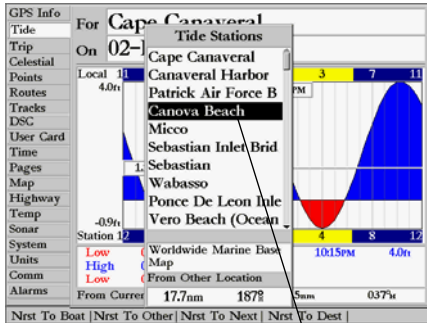 GPS Info
Tide
Trip
Celestial
Points
Routes
Tracks
DSC
User Card
Time
Pages
Map
Highway
Temp
Sonar
System
Units
Comm
Alarms
For Cape Canaveral
On 02-
Tide Stations
Cape Canaveral
Canaveral Harbor
Patrick Air Force B
Canova Beach
Micco
Sebastian Inlet Brid
Sebastian
Wabasso
Ponce De Leon Inle
Vero Beach (Ocean
Worldwide Marine Base
Map
From Other Location
17.7nm 187°
Local 11 3 7 11
4.0ft PM
1.
-0.9ft
Station 12 4 8 12
Low 10:15PM 4.0ft
High
Low
From Curre 5nm 037°M
Nrst To Boat | Nrst To Other | Nrst To Next | Nrst To Dest |